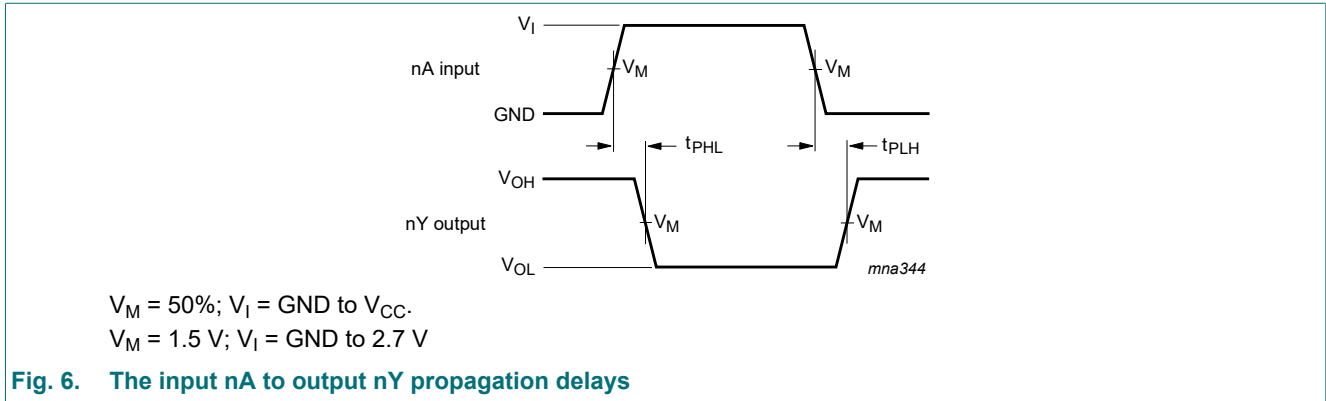 V_I
nA input V_M V_M
GND
t_PHL t_PLH
V_OH
nY output V_M V_M
V_OL mna344
V_M = 50%; V_I = GND to V_CC.
V_M = 1.5 V; V_I = GND to 2.7 V
Fig. 6. The input nA to output nY propagation delays